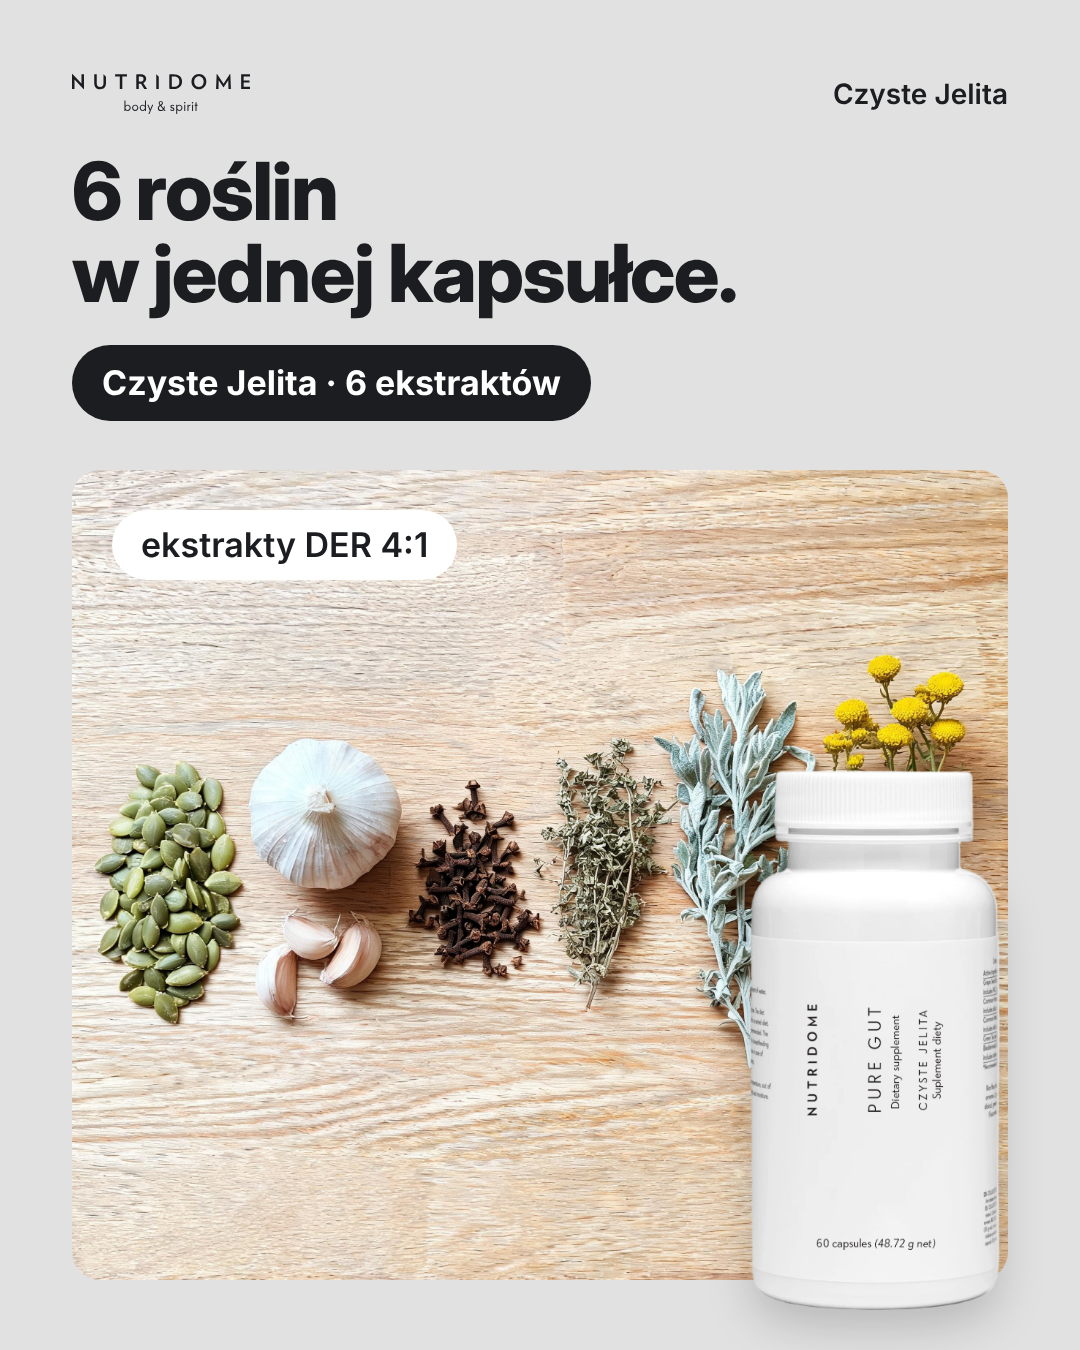 NUTRIDOME
body & spirit
Czyste Jelita
6 roślin
w jednej kapsułce.
Czyste Jelita · 6 ekstraktów
ekstrakty DER 4:1
NUTRIDOME
PURE GUT
Dietary supplement
CZYSTE JELITA
Suplement diety
60 capsules (48.72 g net)